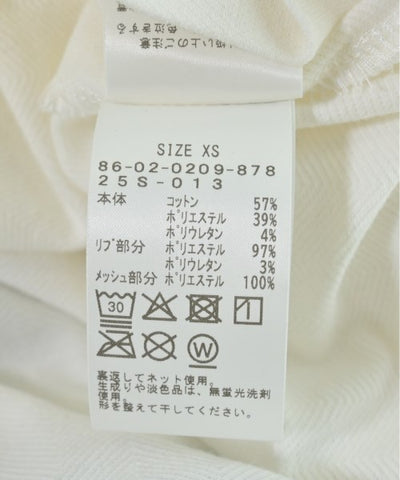 SIZE XS
86-02-0209-878
25S-013
本体 コットン 57%
ポリエステル 39%
ポリウレタン 4%
リブ部分 ポリエステル 97%
ポリウレタン 3%
メッシュ部分 ポリエステル 100%
30
W
裏返してネット使用。
生成りや淡色品は、無蛍光洗剤
使用。
形を整えて干してください。